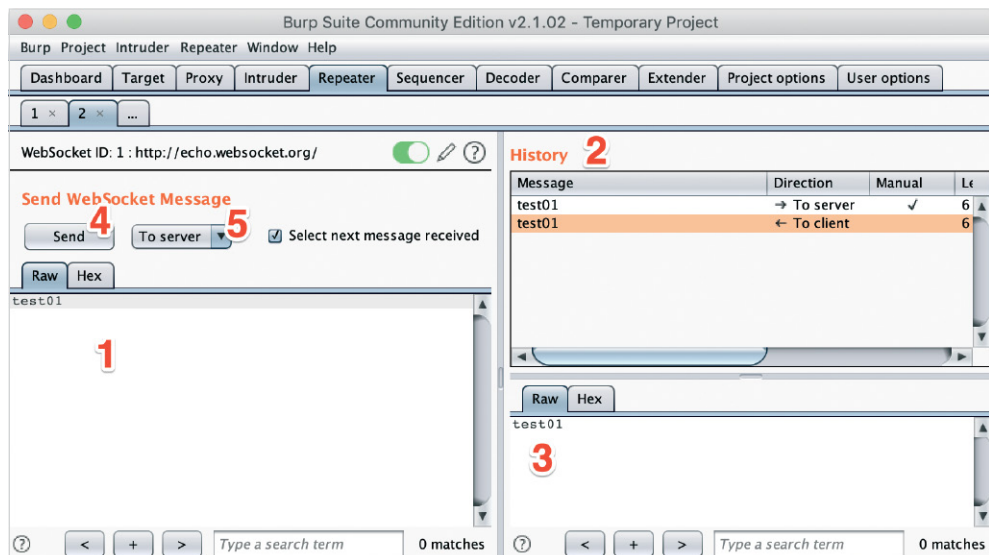 Burp Suite Community Edition v2.1.02 - Temporary Project
Burp Project Intruder Repeater Window Help
Dashboard Target Proxy Intruder Repeater Sequencer Decoder Comparer Extender Project options User options
1 × 2 × ...
WebSocket ID: 1 : http://echo.websocket.org/ ?
Send WebSocket Message
4 5
Send To server Select next message received
Raw Hex
test01
1
? < + > Type a search term 0 matches
History 2
Message Direction Manual Le
test01 → To server ✓ 6
test01 ← To client 6
Raw Hex
test01
3
? < + > Type a search term 0 matches